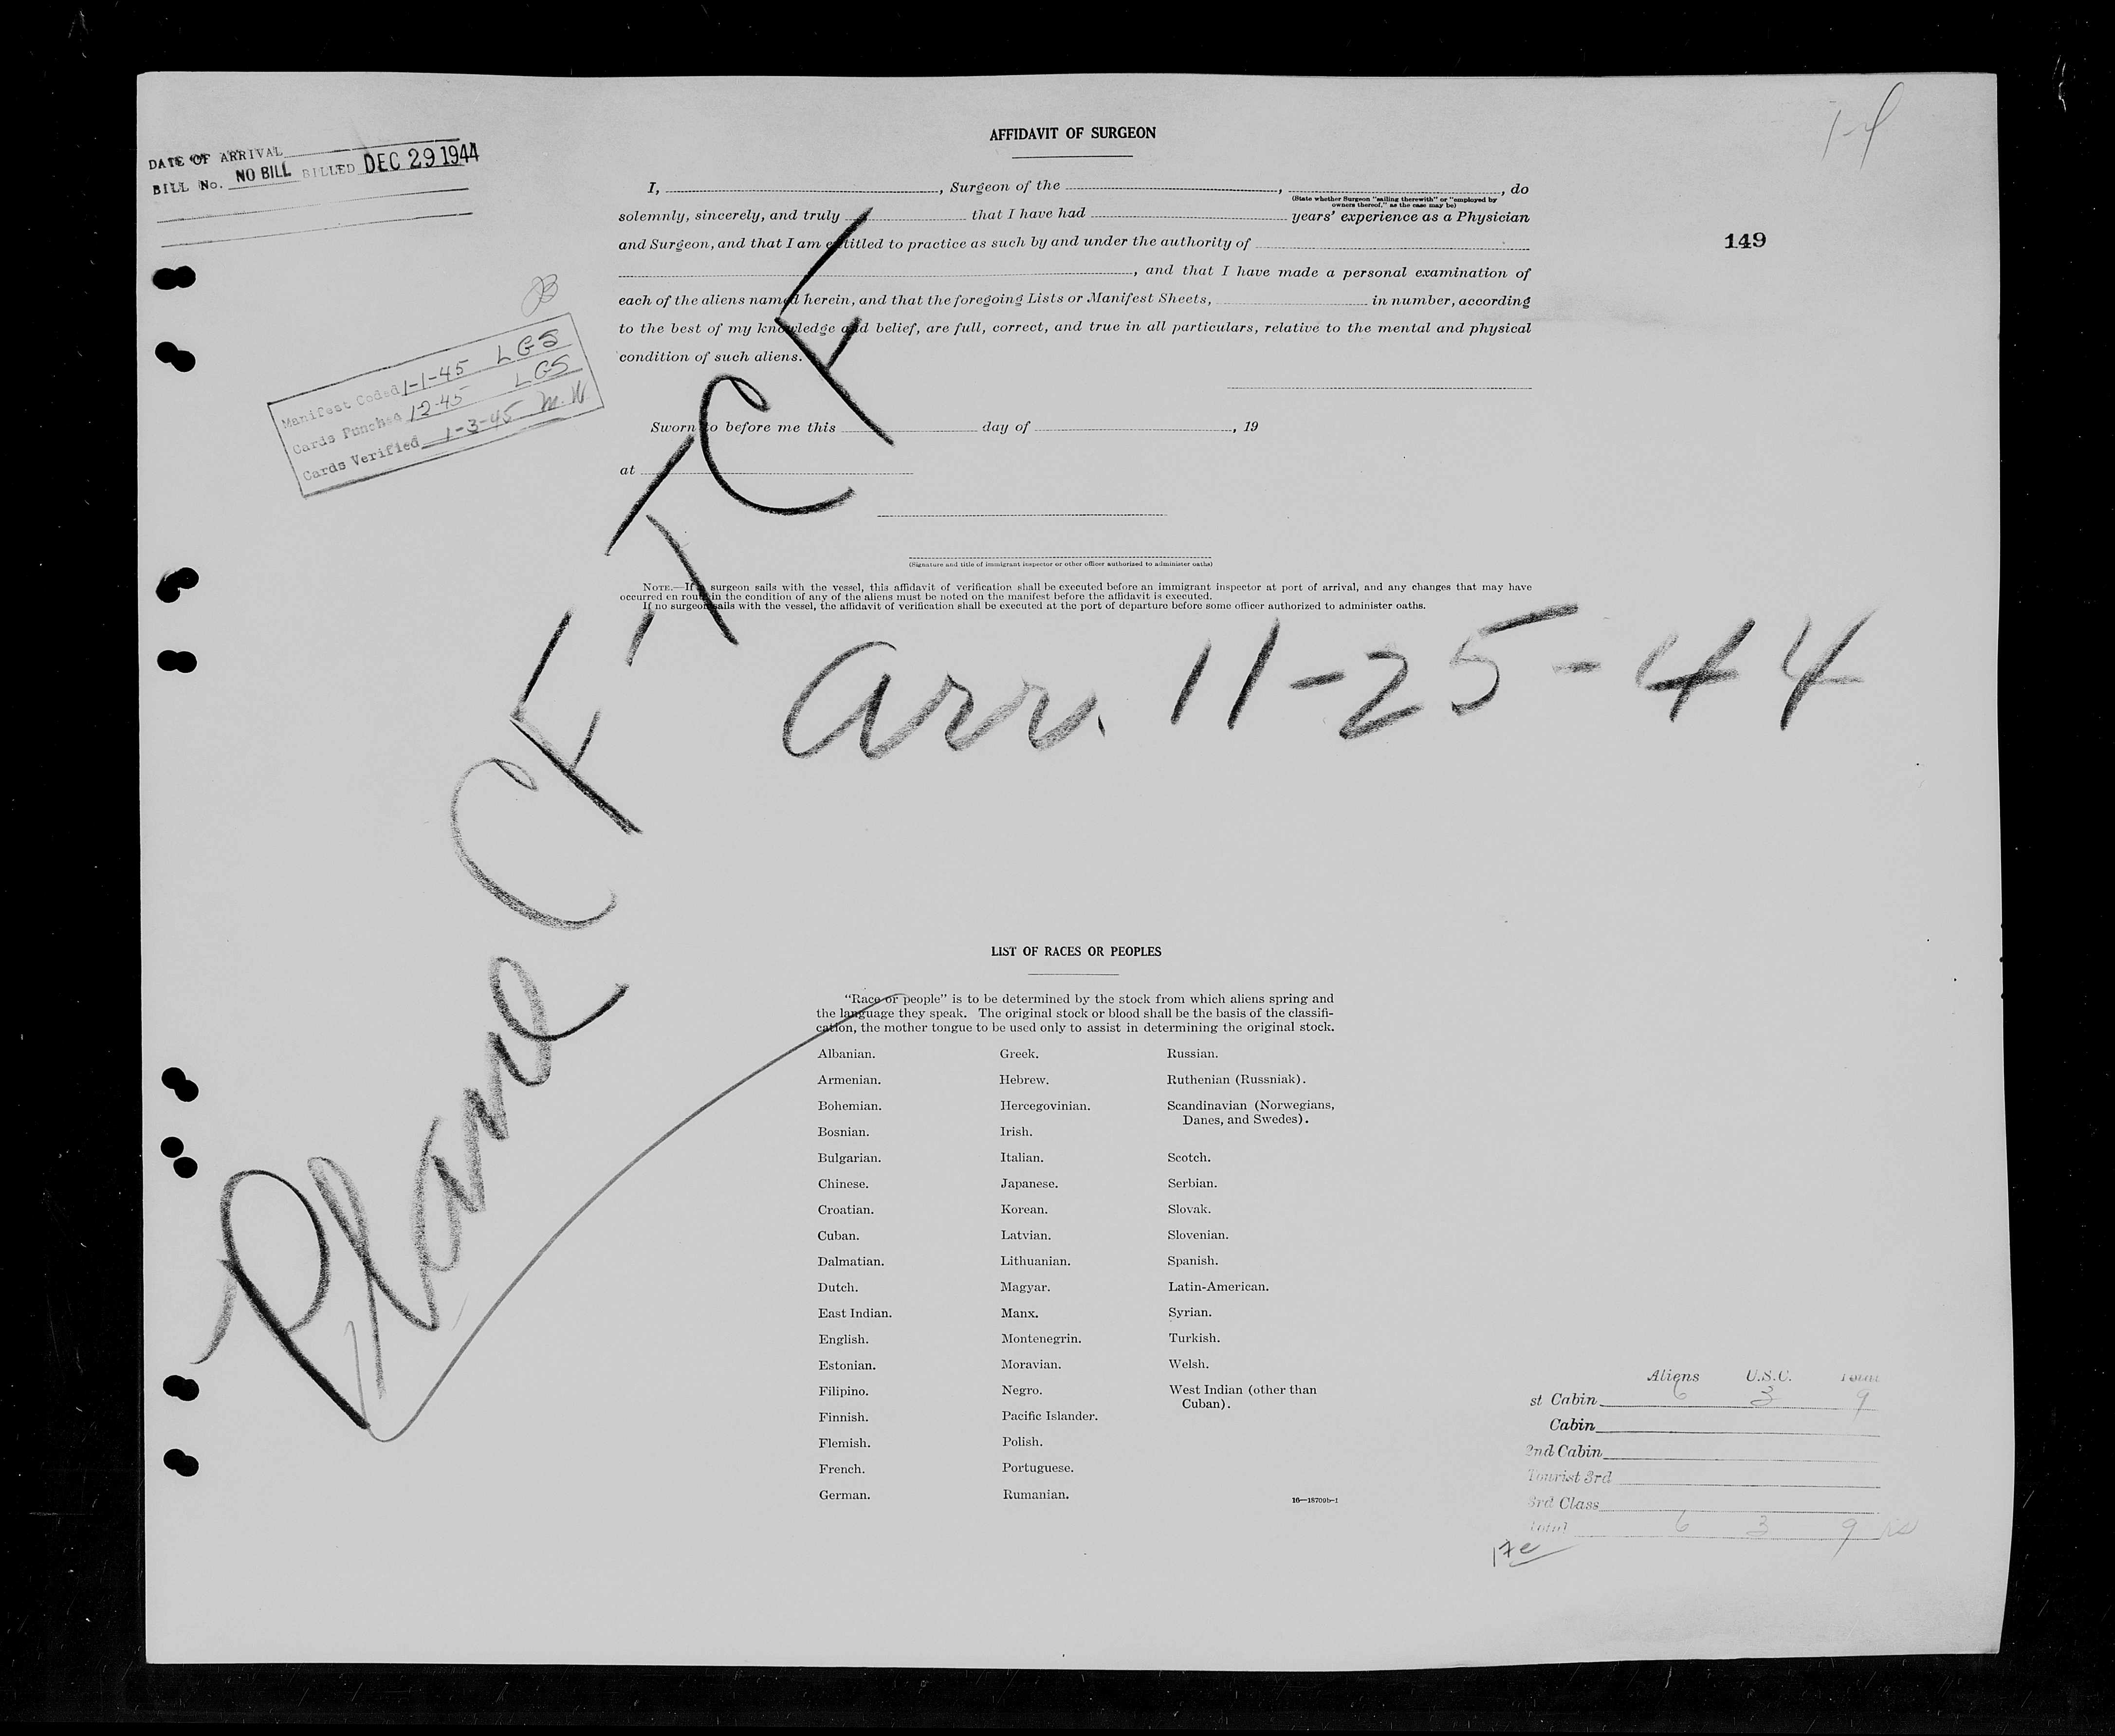 AFFIDAVIT OF SURGEON
1-4
DATE OF ARRIVAL
BILL No. NO BILL BILLED DEC 29 1944
149
I, , Surgeon of the , , do
(State whether Surgeon "sailing therewith" or "employed by
owners thereof," as the case may be)
solemnly, sincerely, and truly that I have had years' experience as a Physician
and Surgeon, and that I am entitled to practice as such by and under the authority of
, and that I have made a personal examination of
each of the aliens named herein, and that the foregoing Lists or Manifest Sheets, in number, according
to the best of my knowledge and belief, are full, correct, and true in all particulars, relative to the mental and physical
condition of such aliens.
Manifest Coded 1-1-45 LGS
Cards Punched 1-2-45 LGS
Cards Verified 1-3-45 M.W.
Sworn to before me this day of , 19
at
(Signature and title of immigrant inspector or other officer authorized to administer oaths)
NOTE.—If a surgeon sails with the vessel, this affidavit of verification shall be executed before an immigrant inspector at port of arrival, and any changes that may have
occurred en route in the condition of any of the aliens must be noted on the manifest before the affidavit is executed.
If no surgeon sails with the vessel, the affidavit of verification shall be executed at the port of departure before some officer authorized to administer oaths.
Plane CF-TCF
arr. 11-25-44
LIST OF RACES OR PEOPLES
"Race or people" is to be determined by the stock from which aliens spring and
the language they speak. The original stock or blood shall be the basis of the classifi-
cation, the mother tongue to be used only to assist in determining the original stock.
Albanian. Greek. Russian.
Armenian. Hebrew. Ruthenian (Russniak).
Bohemian. Hercegovinian. Scandinavian (Norwegians,
Danes, and Swedes).
Bosnian. Irish.
Bulgarian. Italian. Scotch.
Chinese. Japanese. Serbian.
Croatian. Korean. Slovak.
Cuban. Latvian. Slovenian.
Dalmatian. Lithuanian. Spanish.
Dutch. Magyar. Latin-American.
East Indian. Manx. Syrian.
English. Montenegrin. Turkish.
Estonian. Moravian. Welsh.
Filipino. Negro. West Indian (other than
Cuban).
Finnish. Pacific Islander.
Flemish. Polish.
French. Portuguese.
German. Rumanian.
16—18709b-1
Aliens U.S.C. Total
st Cabin 6 3 9
Cabin
2nd Cabin
Tourist 3rd
3rd Class
Total 6 3 9
17e